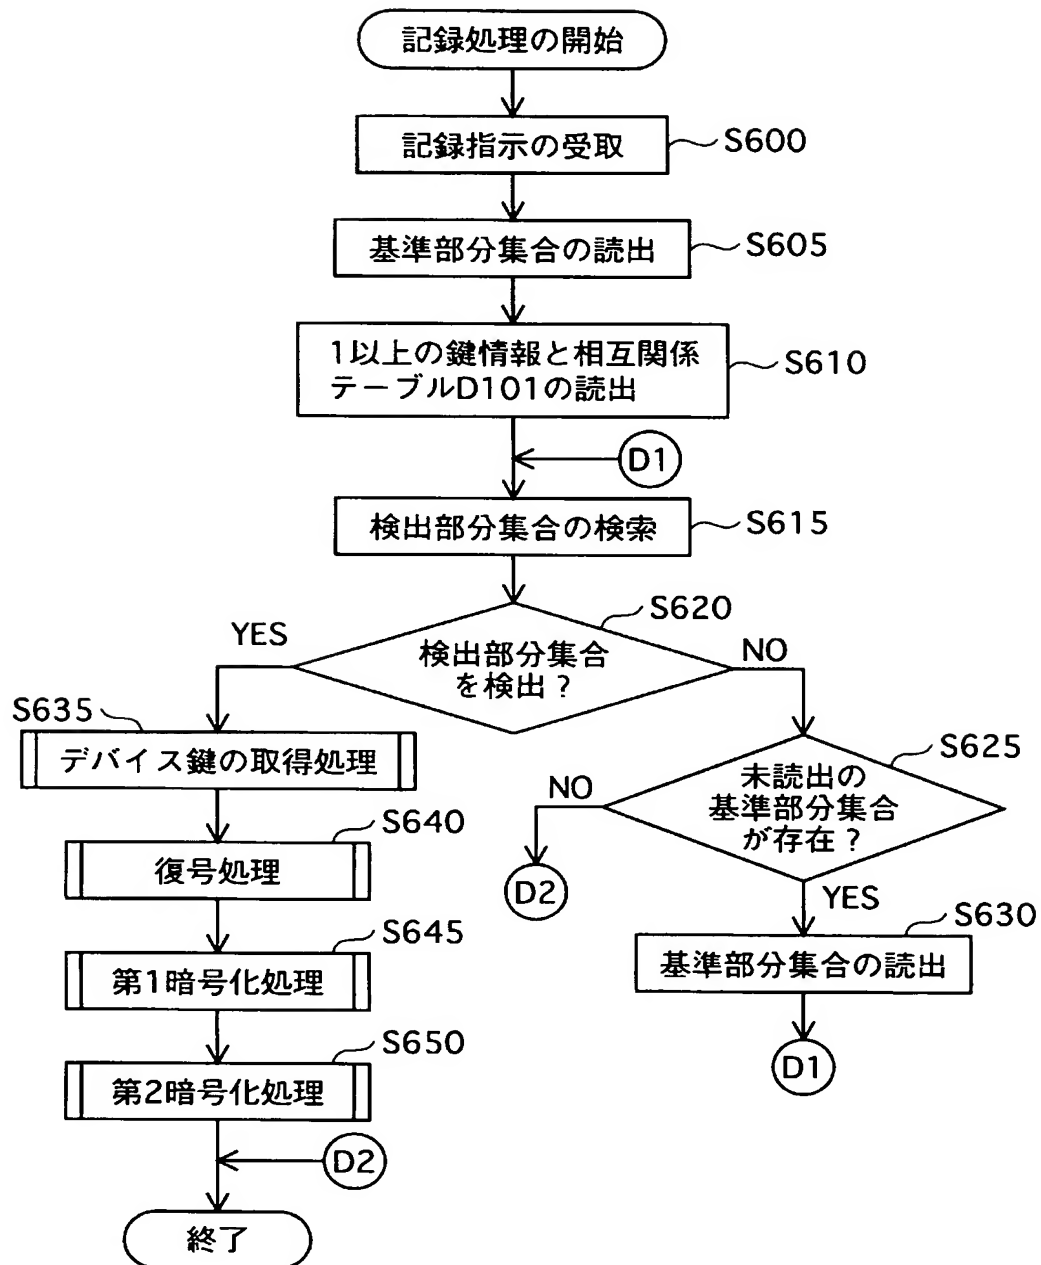 記録処理の開始
記録指示の受取
S600
基準部分集合の読出
S605
1以上の鍵情報と相互関係
テーブルD101の読出
S610
D1
検出部分集合の検索
S615
S620
YES
検出部分集合
を検出？
NO
S635
デバイス鍵の取得処理
S625
未読出の
基準部分集合
が存在？
NO
D2
YES
S640
復号処理
S630
基準部分集合の読出
D1
S645
第1暗号化処理
S650
第2暗号化処理
D2
終了